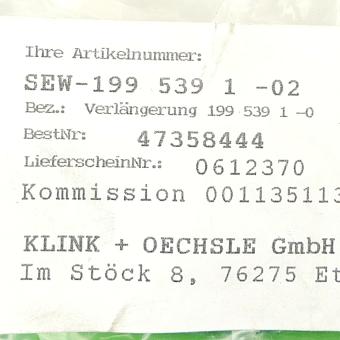 Ihre Artikelnummer:
SEW-199 539 1 -02
Bez.: Verlängerung 199 539 1 -0
BestNr: 47358444
LieferscheinNr.: 0612370
Kommission 001135113
KLINK + OECHSLE GmbH
Im Stöck 8, 76275 Et